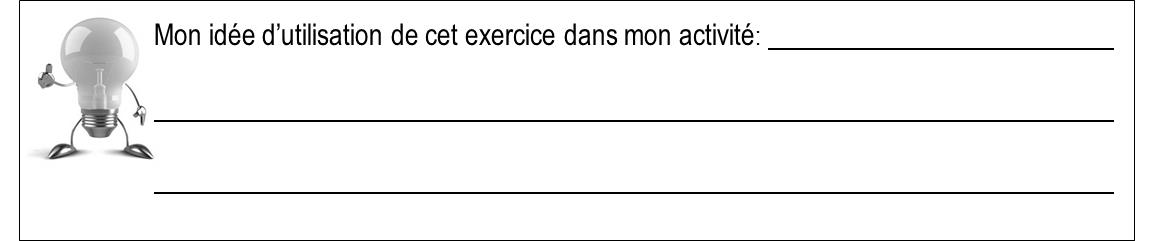 Mon idée d’utilisation de cet exercice dans mon activité: